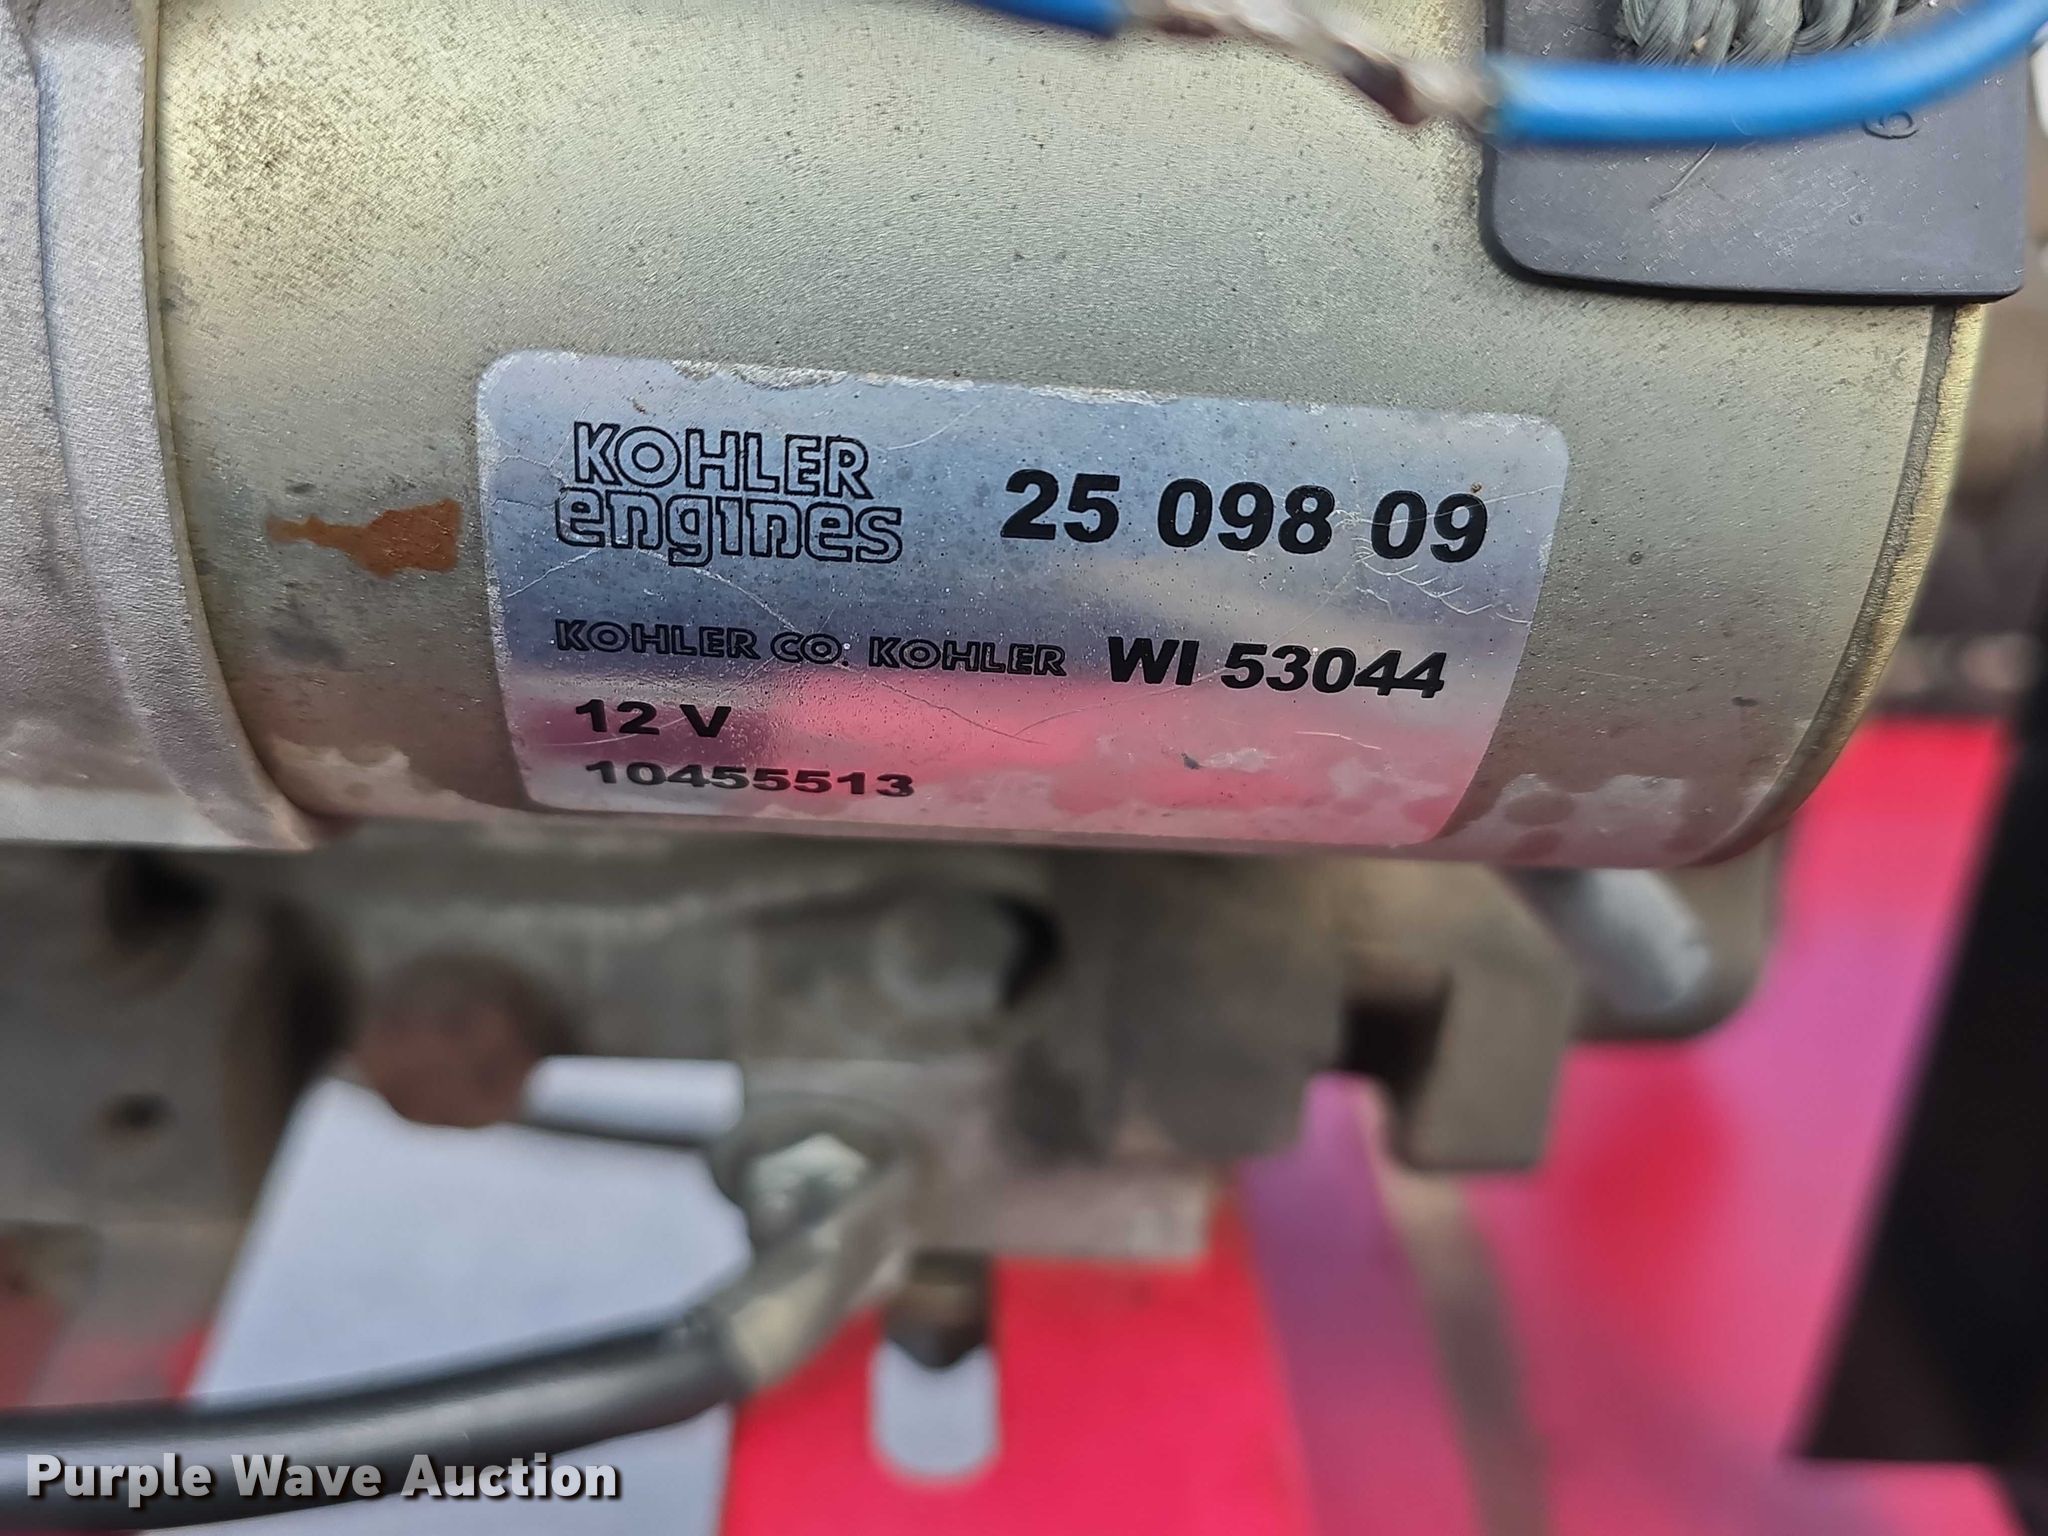 KOHLER
engines
25 098 09
KOHLER CO. KOHLER WI 53044
12 V
10455513
Purple Wave Auction